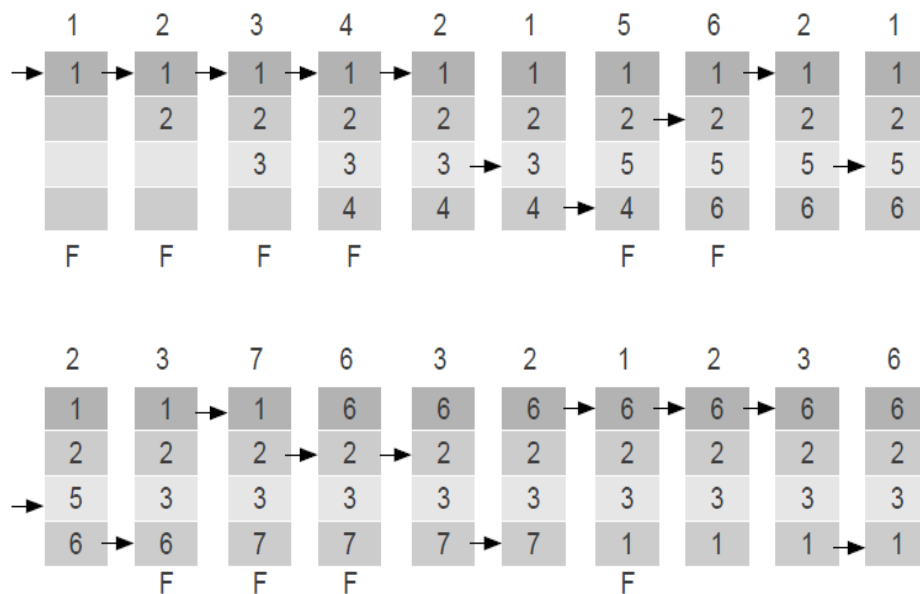 1 2 3 4 2 1 5 6 2 1
1 1 1 1 1 1 1 1 1 1
2 2 2 2 2 2 2 2 2
3 3 3 3 5 5 5 5
4 4 4 4 6 6 6
F F F F F F
2 3 7 6 3 2 1 2 3 6
1 1 1 6 6 6 6 6 6 6
2 2 2 2 2 2 2 2 2 2
5 3 3 3 3 3 3 3 3 3
6 6 7 7 7 7 1 1 1 1
F F F F